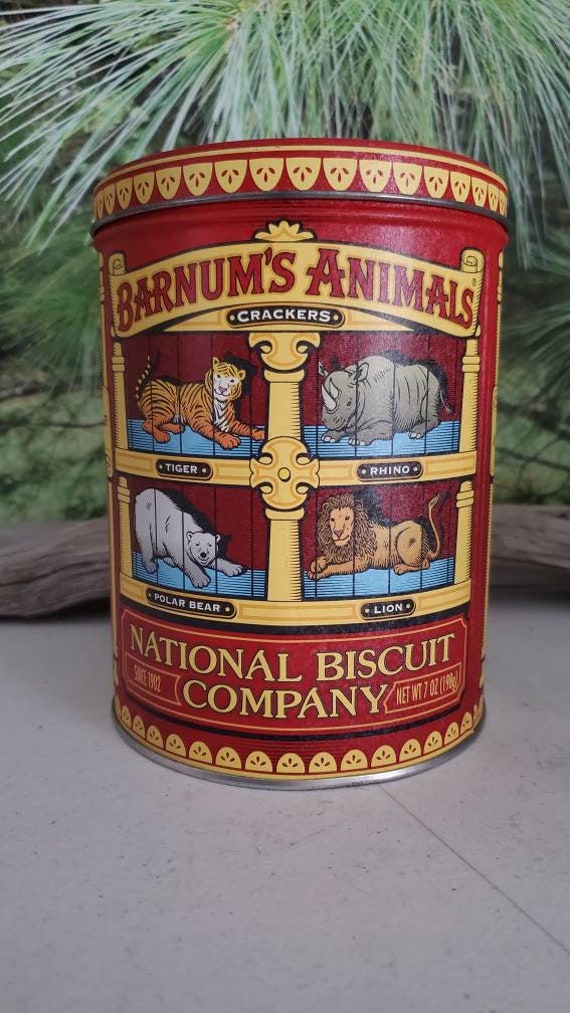 BARNUM'S ANIMALS
CRACKERS
TIGER
RHINO
POLAR BEAR
LION
NATIONAL BISCUIT
SINCE 1902
COMPANY
NET WT 7 OZ (198g)